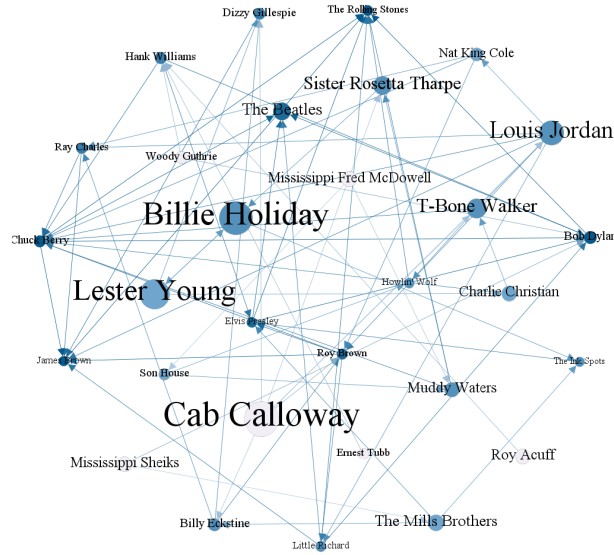 The Rolling Stones
Dizzy Gillespie
Hank Williams
Nat King Cole
Sister Rosetta Tharpe
The Beatles
Louis Jordan
Ray Charles
Woody Guthrie
Mississippi Fred McDowell
Billie Holiday
T-Bone Walker
Chuck Berry
Bob Dylan
Howlin' Wolf
Lester Young
Charlie Christian
Elvis Presley
Roy Brown
James Brown
The Ink Spots
Son House
Muddy Waters
Cab Calloway
Ernest Tubb
Roy Acuff
Mississippi Sheiks
Billy Eckstine
The Mills Brothers
Little Richard